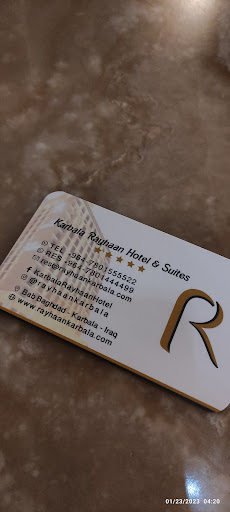 Karbala Rayhaan Hotel & Suites
TEL +964-7801555522
RES +964-7801444499
res@rayhaankarbala.com
KarbalaRayhaanHotel
@rayhaankarbala
Bab Baghdad - Karbala - Iraq
www.rayhaankarbala.com
R
01/23/2023 04:20